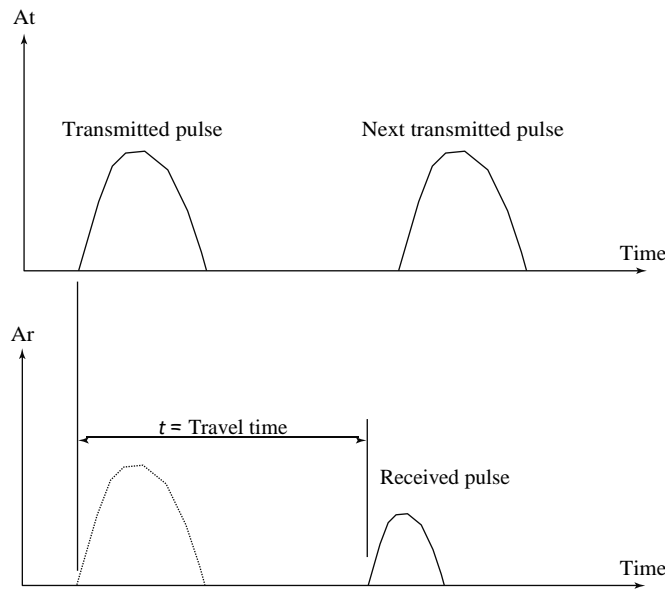 At
Transmitted pulse
Next transmitted pulse
Time
Ar
t = Travel time
Received pulse
Time